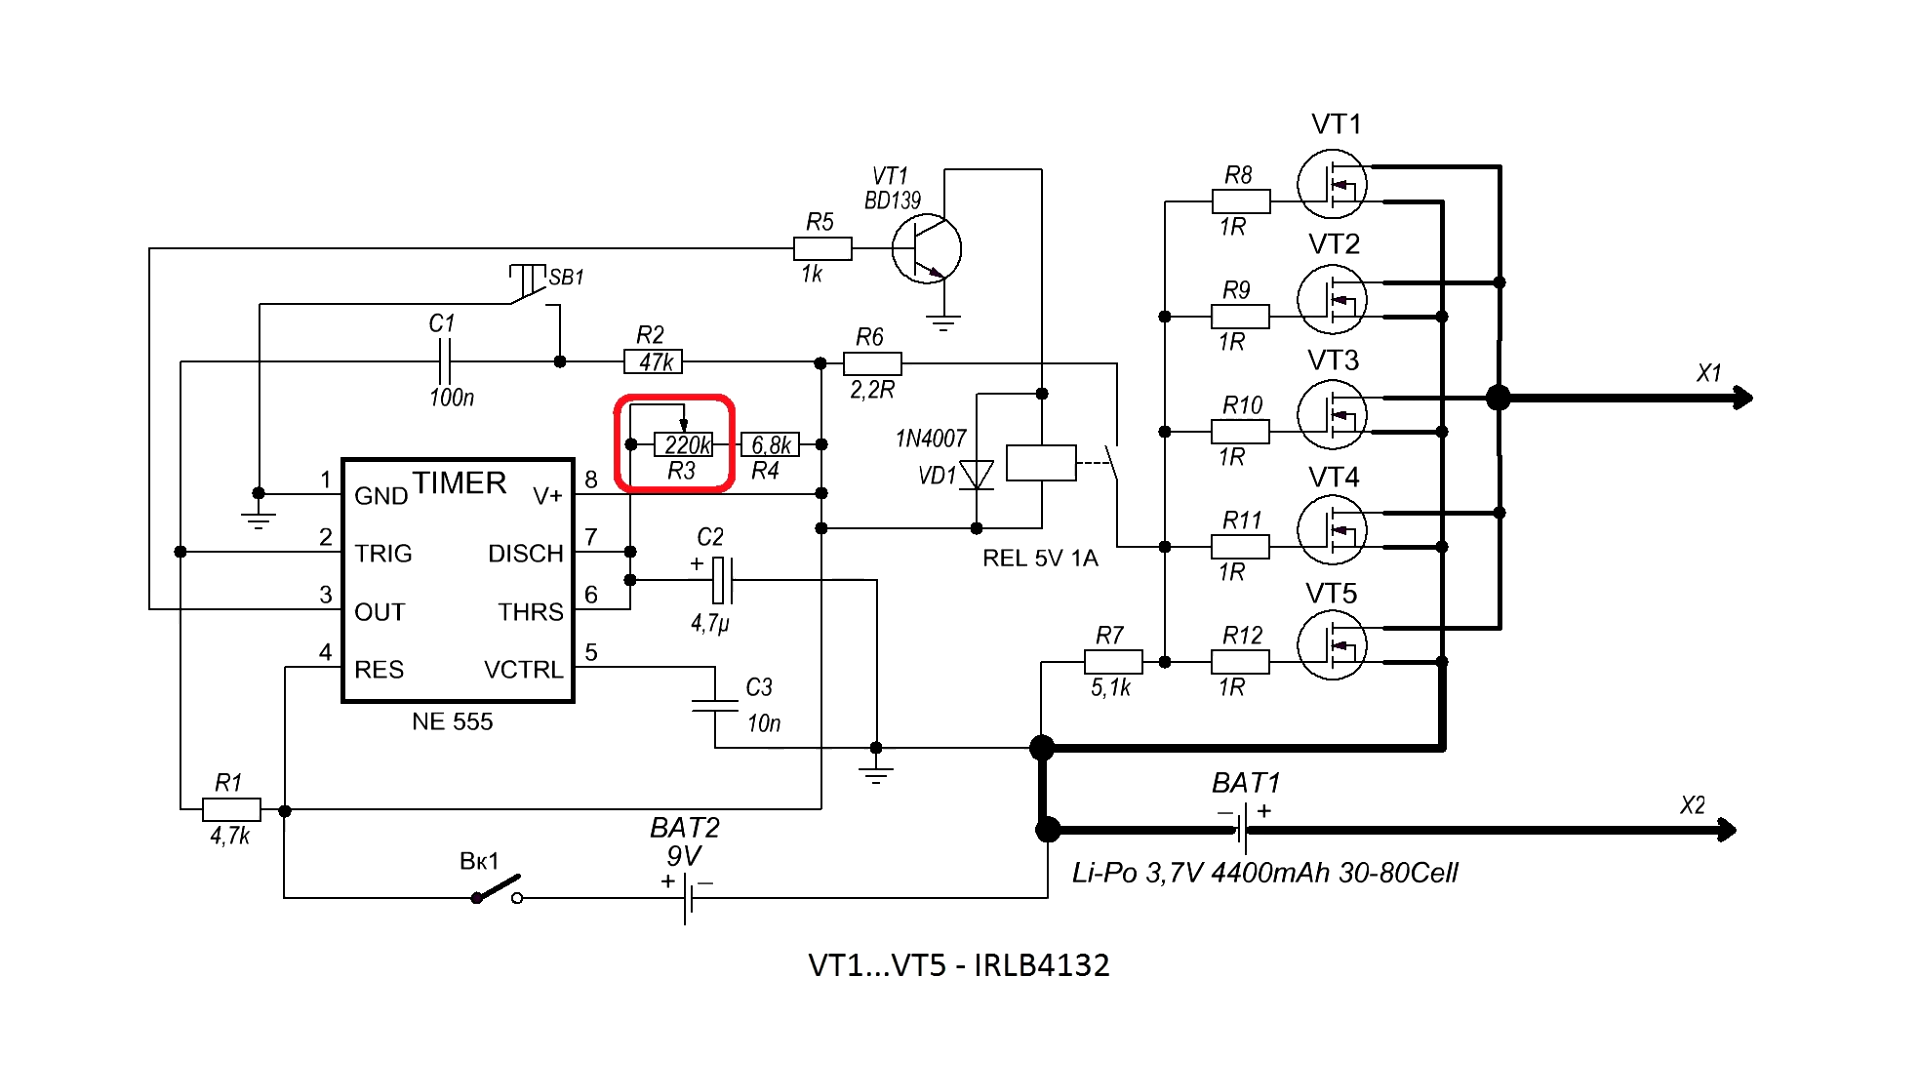 VT1
VT1
BD139
R8
1R
R5
1k
VT2
SB1
R9
1R
C1
100n
R2
47k
R6
2,2R
VT3
X1
R10
1R
220k
R3
6,8k
R4
1N4007
VD1
TIMER
1
GND
V+
8
VT4
R11
1R
2
TRIG
DISCH
7
C2
+
4,7µ
REL 5V 1A
3
OUT
THRS
6
VT5
R7
5,1k
R12
1R
4
RES
VCTRL
5
C3
10n
NE 555
R1
4,7k
BAT1
– +
X2
BAT2
9V
+ –
Вк1
Li-Po 3,7V 4400mAh 30-80Cell
VT1...VT5 - IRLB4132